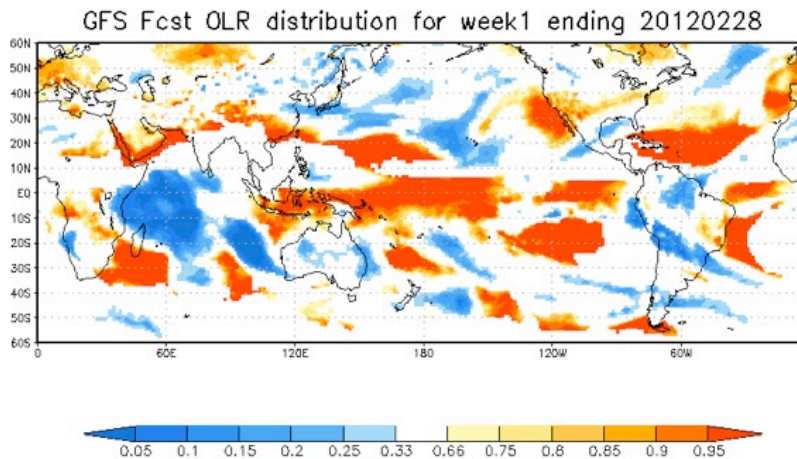 GFS Fcst OLR distribution for week1 ending 20120228
60N
50N
40N
30N
20N
10N
EQ
10S
20S
30S
40S
50S
60S
0 60E 120E 180 120W 60W
0.05 0.1 0.15 0.2 0.25 0.33 0.66 0.75 0.8 0.85 0.9 0.95